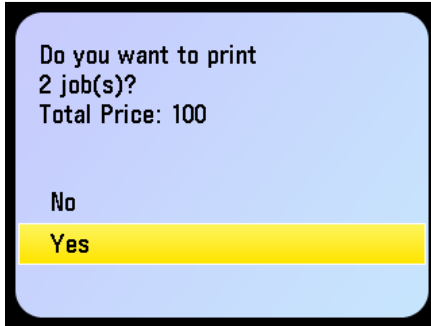 Do you want to print
2 job(s)?
Total Price: 100
No
Yes